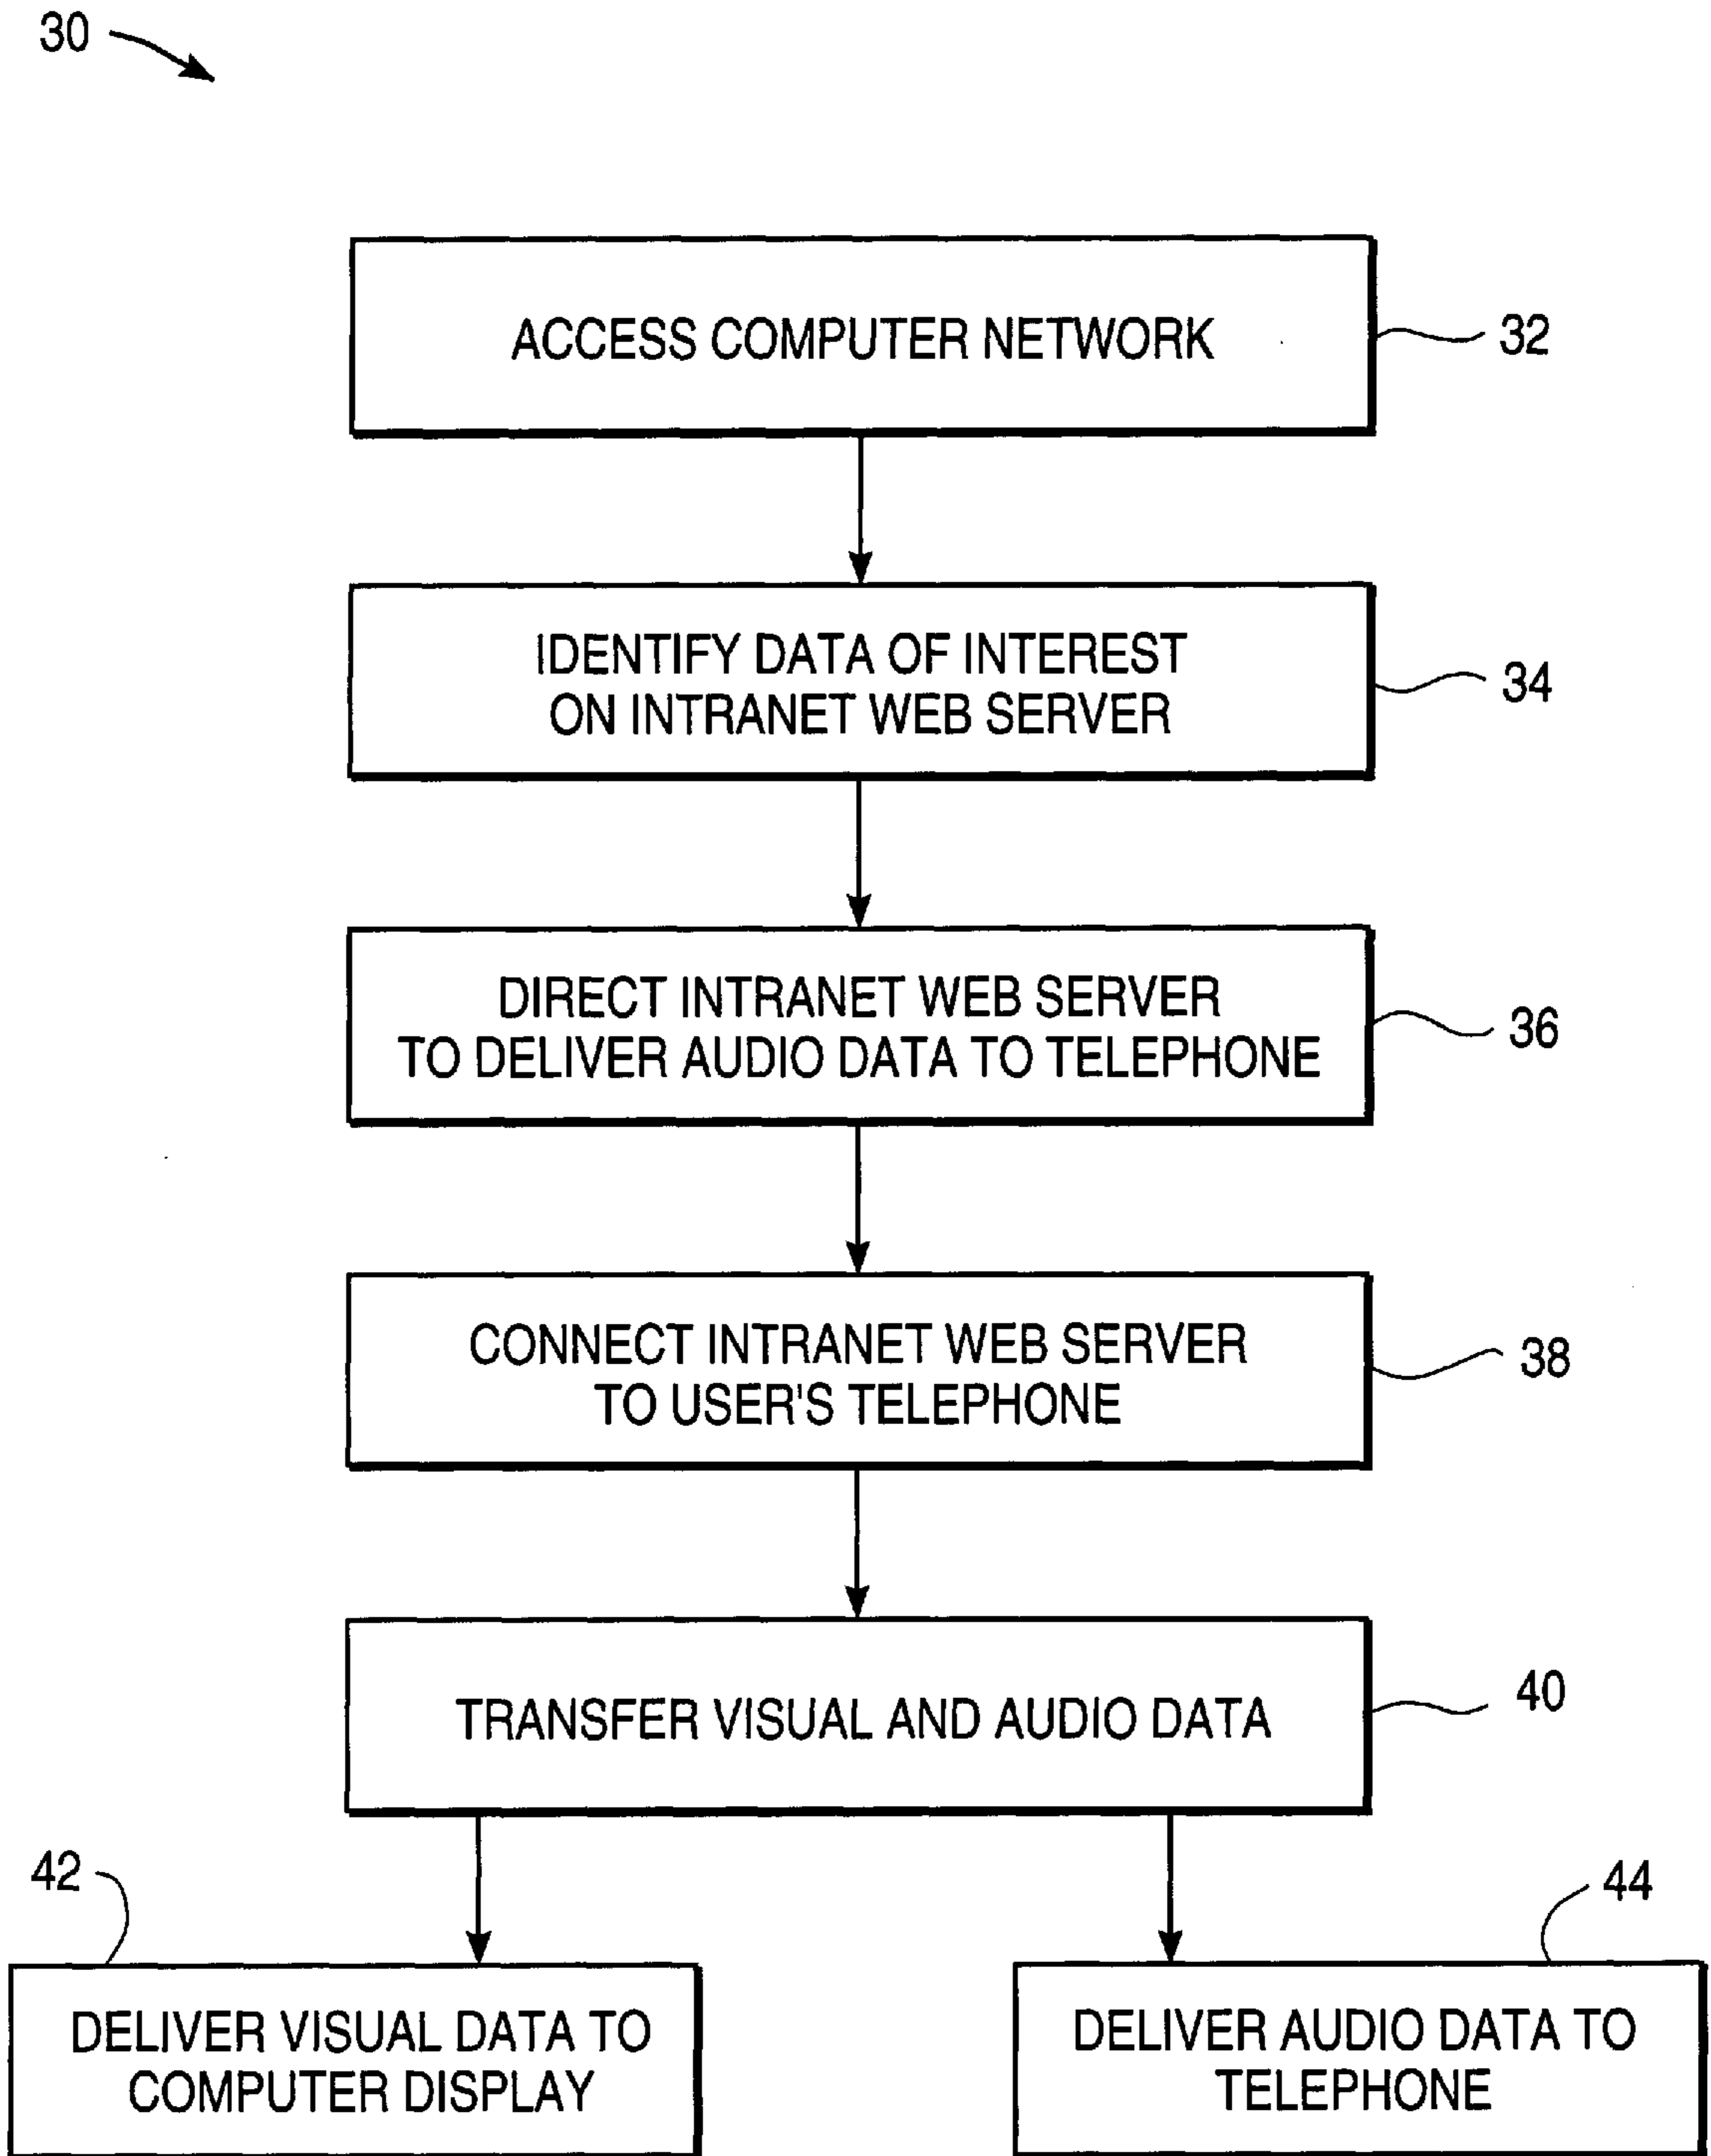 30
ACCESS COMPUTER NETWORK
32
IDENTIFY DATA OF INTEREST
ON INTRANET WEB SERVER
34
DIRECT INTRANET WEB SERVER
TO DELIVER AUDIO DATA TO TELEPHONE
36
CONNECT INTRANET WEB SERVER
TO USER'S TELEPHONE
38
TRANSFER VISUAL AND AUDIO DATA
40
42
DELIVER VISUAL DATA TO
COMPUTER DISPLAY
44
DELIVER AUDIO DATA TO
TELEPHONE